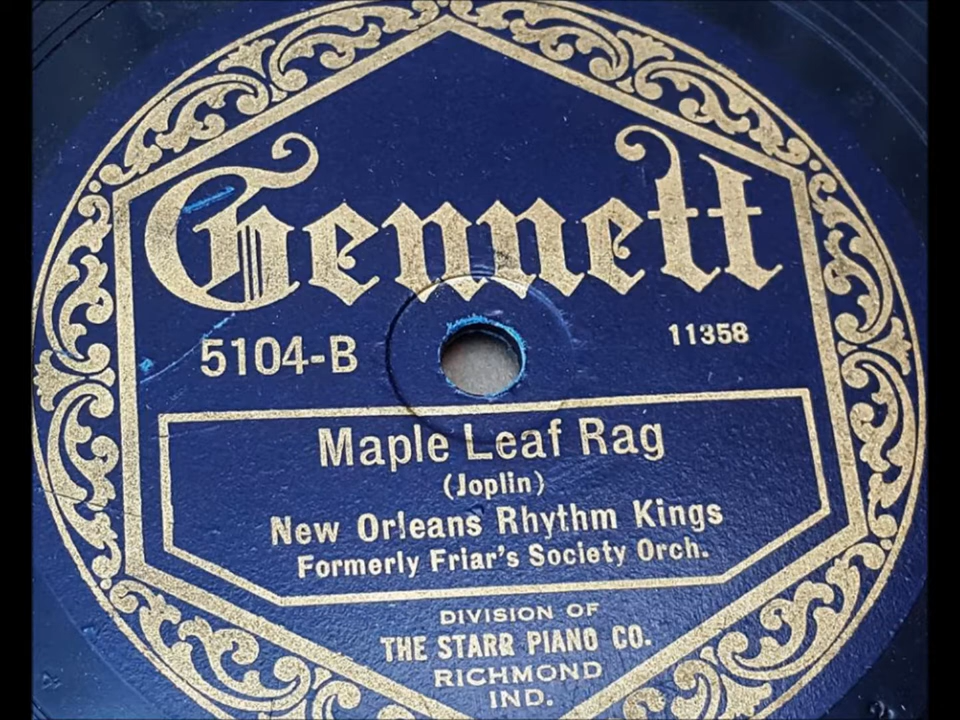 Gennett
5104-B
11358
Maple Leaf Rag
(Joplin)
New Orleans Rhythm Kings
Formerly Friar's Society Orch.
DIVISION OF
THE STARR PIANO CO.
RICHMOND
IND.